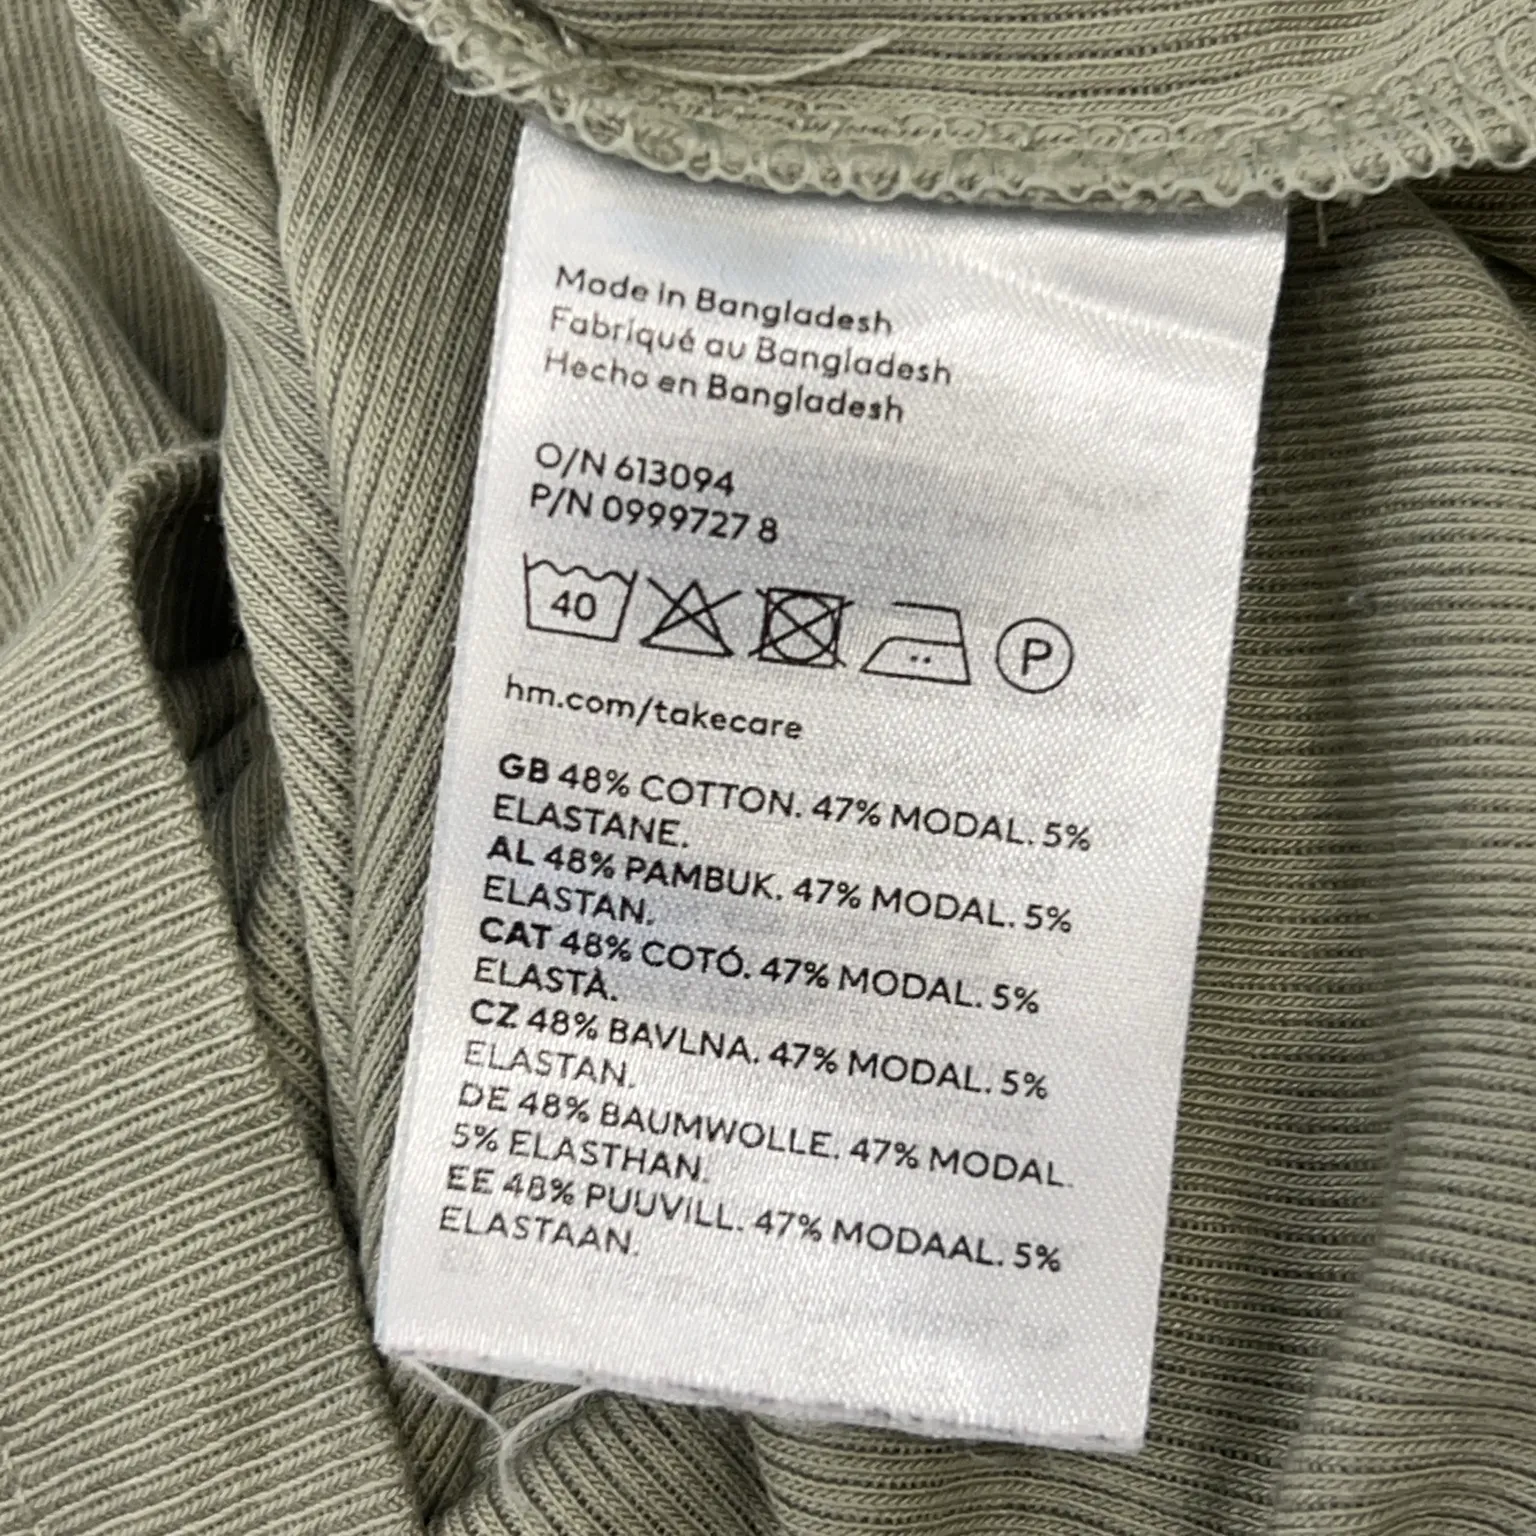 Made in Bangladesh
Fabriqué au Bangladesh
Hecho en Bangladesh
O/N 613094
P/N 0999727 8
40 P
hm.com/takecare
GB 48% COTTON. 47% MODAL. 5%
ELASTANE.
AL 48% PAMBUK. 47% MODAL. 5%
ELASTAN.
CAT 48% COTÓ. 47% MODAL. 5%
ELASTÀ.
CZ 48% BAVLNA. 47% MODAL. 5%
ELASTAN.
DE 48% BAUMWOLLE. 47% MODAL.
5% ELASTHAN.
EE 48% PUUVILL. 47% MODAAL. 5%
ELASTAAN.